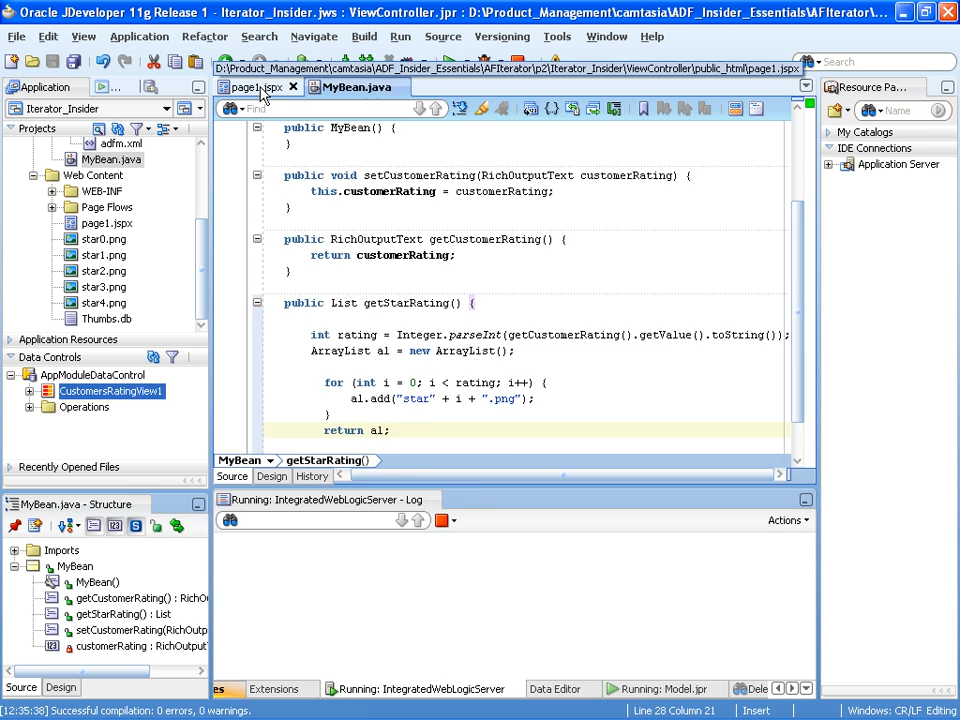 Oracle JDeveloper 11g Release 1 - Iterator_Insider.jws : ViewController.jpr : D:\Product_Management\camtasia\ADF_Insider_Essentials\AFIterator\p2\Iterator_Insider/...
File Edit View Application Refactor Search Navigate Build Run Source Versioning Tools Window Help
Search
D:\Product_Management\camtasia\ADF_Insider_Essentials\AFIterator\p2\Iterator_Insider\ViewController\public_html\page1.jspx
Application
page1.jspx
MyBean.java
Resource Pa...
Iterator_Insider
Find
Name
Projects
My Catalogs
IDE Connections
Application Server
adfm.xml
MyBean.java
Web Content
WEB-INF
Page Flows
page1.jspx
star0.png
star1.png
star2.png
star3.png
star4.png
Thumbs.db
Application Resources
Data Controls
AppModuleDataControl
CustomersRatingView1
Operations
Recently Opened Files
public MyBean() {
}
public void setCustomerRating(RichOutputText customerRating) {
this.customerRating = customerRating;
}
public RichOutputText getCustomerRating() {
return customerRating;
}
public List getStarRating() {
int rating = Integer.parseInt(getCustomerRating().getValue().toString());
ArrayList al = new ArrayList();
for (int i = 0; i < rating; i++) {
al.add("star" + i + ".png");
}
return al;
MyBean getStarRating()
Source Design History
MyBean.java - Structure
Imports
MyBean
MyBean()
getCustomerRating() : RichO
getStarRating() : List
setCustomerRating(RichOutp
customerRating : RichOutput
Source Design
Running: IntegratedWebLogicServer - Log
Actions
es Extensions Running: IntegratedWebLogicServer Data Editor Running: Model.jpr Dele
[12:35:38] Successful compilation: 0 errors, 0 warnings.
Line 28 Column 21 Insert Windows: CR/LF Editing